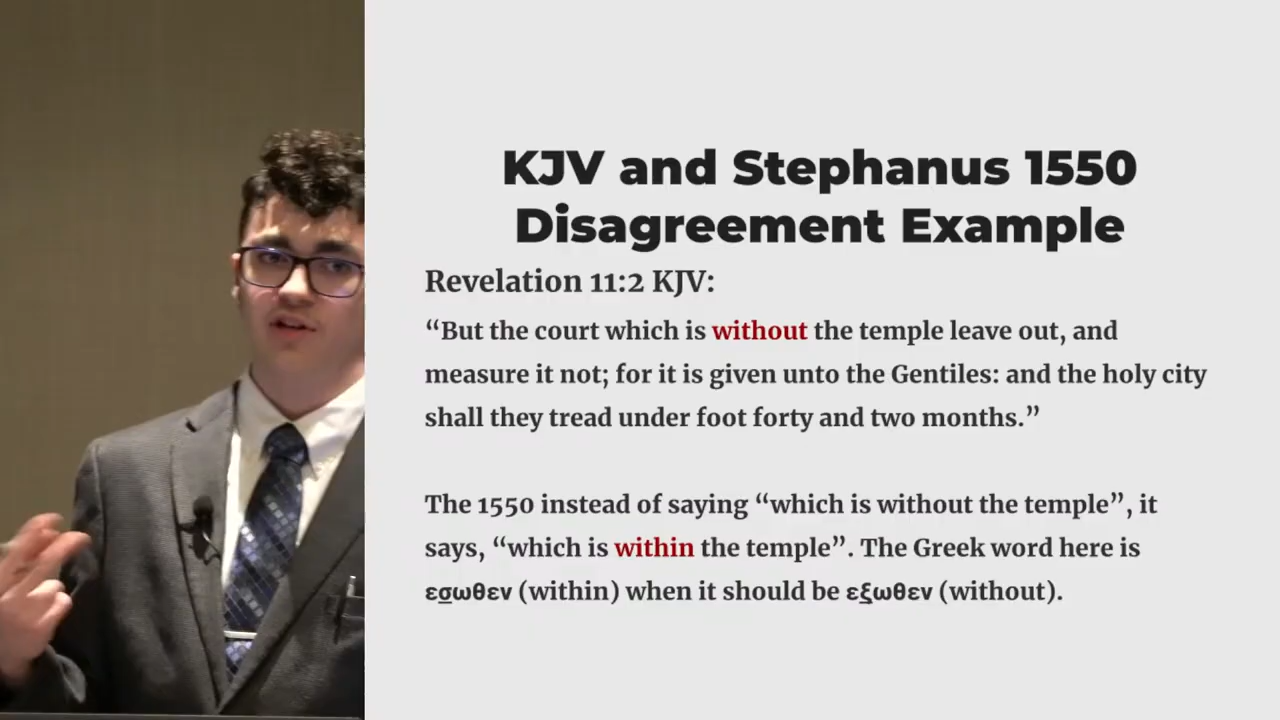 KJV and Stephanus 1550
Disagreement Example
Revelation 11:2 KJV:
“But the court which is without the temple leave out, and
measure it not; for it is given unto the Gentiles: and the holy city
shall they tread under foot forty and two months.”
The 1550 instead of saying “which is without the temple”, it
says, “which is within the temple”. The Greek word here is
εσωθεν (within) when it should be εξωθεν (without).